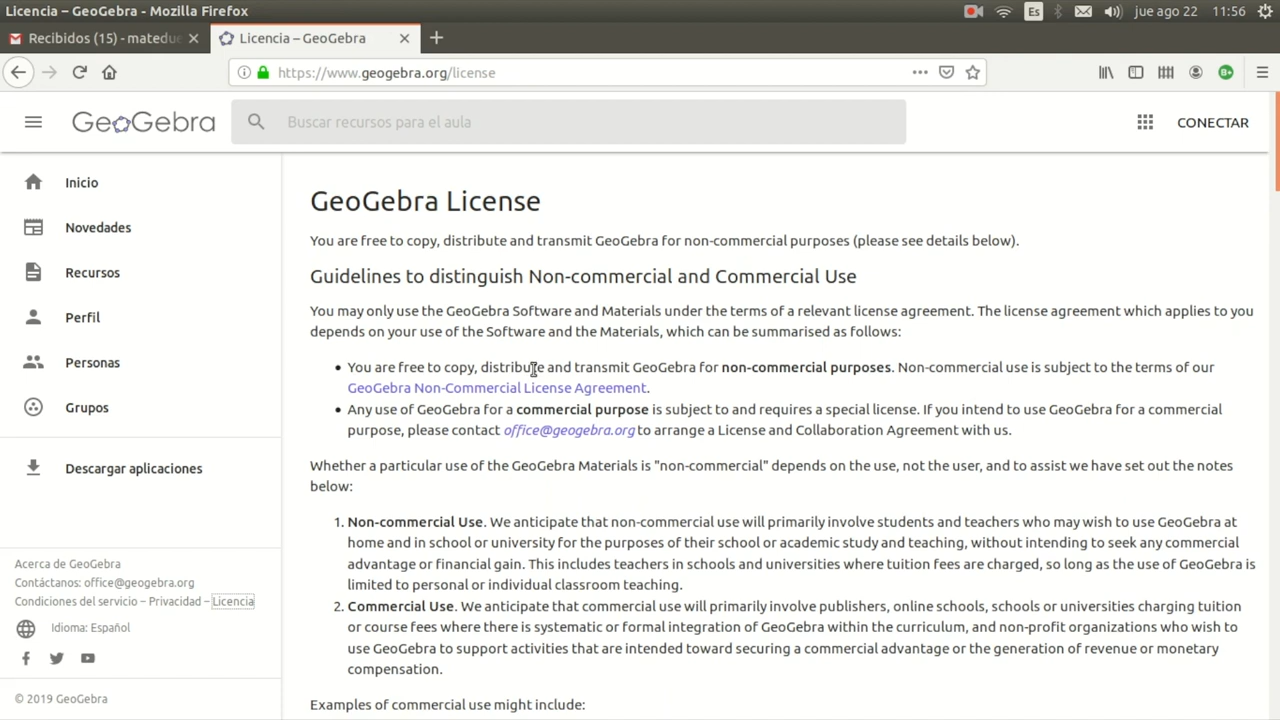 Licencia – GeoGebra - Mozilla Firefox
Es
jue ago 22
11:56
Recibidos (15) - matedue
Licencia – GeoGebra
https://www.geogebra.org/license
B+
GeoGebra
Buscar recursos para el aula
CONECTAR
Inicio
Novedades
Recursos
Perfil
Personas
Grupos
Descargar aplicaciones
Acerca de GeoGebra
Contáctanos: office@geogebra.org
Condiciones del servicio – Privacidad – Licencia
Idioma: Español
© 2019 GeoGebra
GeoGebra License
You are free to copy, distribute and transmit GeoGebra for non-commercial purposes (please see details below).
Guidelines to distinguish Non-commercial and Commercial Use
You may only use the GeoGebra Software and Materials under the terms of a relevant license agreement. The license agreement which applies to you
depends on your use of the Software and the Materials, which can be summarised as follows:
• You are free to copy, distribute and transmit GeoGebra for non-commercial purposes. Non-commercial use is subject to the terms of our
GeoGebra Non-Commercial License Agreement.
• Any use of GeoGebra for a commercial purpose is subject to and requires a special license. If you intend to use GeoGebra for a commercial
purpose, please contact office@geogebra.org to arrange a License and Collaboration Agreement with us.
Whether a particular use of the GeoGebra Materials is "non-commercial" depends on the use, not the user, and to assist we have set out the notes
below:
1. Non-commercial Use. We anticipate that non-commercial use will primarily involve students and teachers who may wish to use GeoGebra at
home and in school or university for the purposes of their school or academic study and teaching, without intending to seek any commercial
advantage or financial gain. This includes teachers in schools and universities where tuition fees are charged, so long as the use of GeoGebra is
limited to personal or individual classroom teaching.
2. Commercial Use. We anticipate that commercial use will primarily involve publishers, online schools, schools or universities charging tuition
or course fees where there is systematic or formal integration of GeoGebra within the curriculum, and non-profit organizations who wish to
use GeoGebra to support activities that are intended toward securing a commercial advantage or the generation of revenue or monetary
compensation.
Examples of commercial use might include: